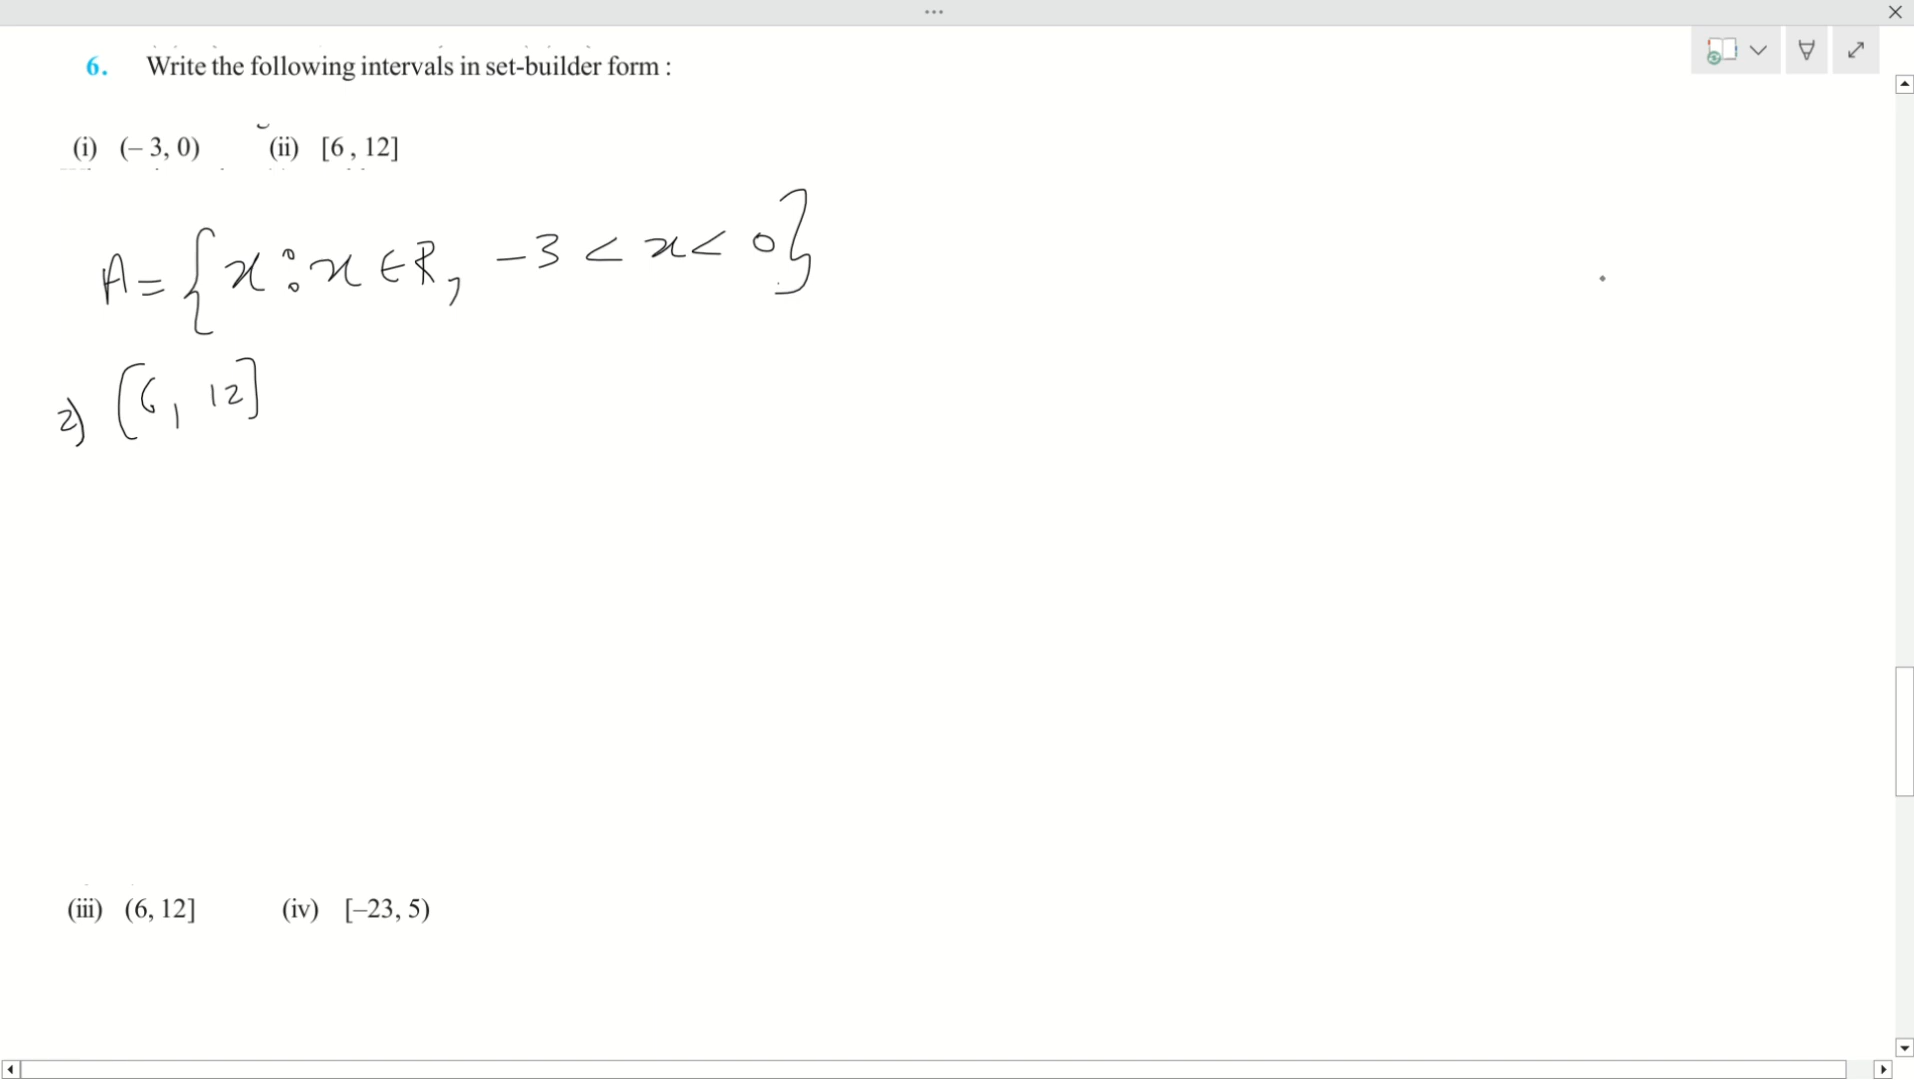 6. Write the following intervals in set-builder form :
(i) (– 3, 0) (ii) [6 , 12]
A = {x : x ∈ R, -3 < x < 0}
2) [6, 12]
(iii) (6, 12] (iv) [–23, 5)